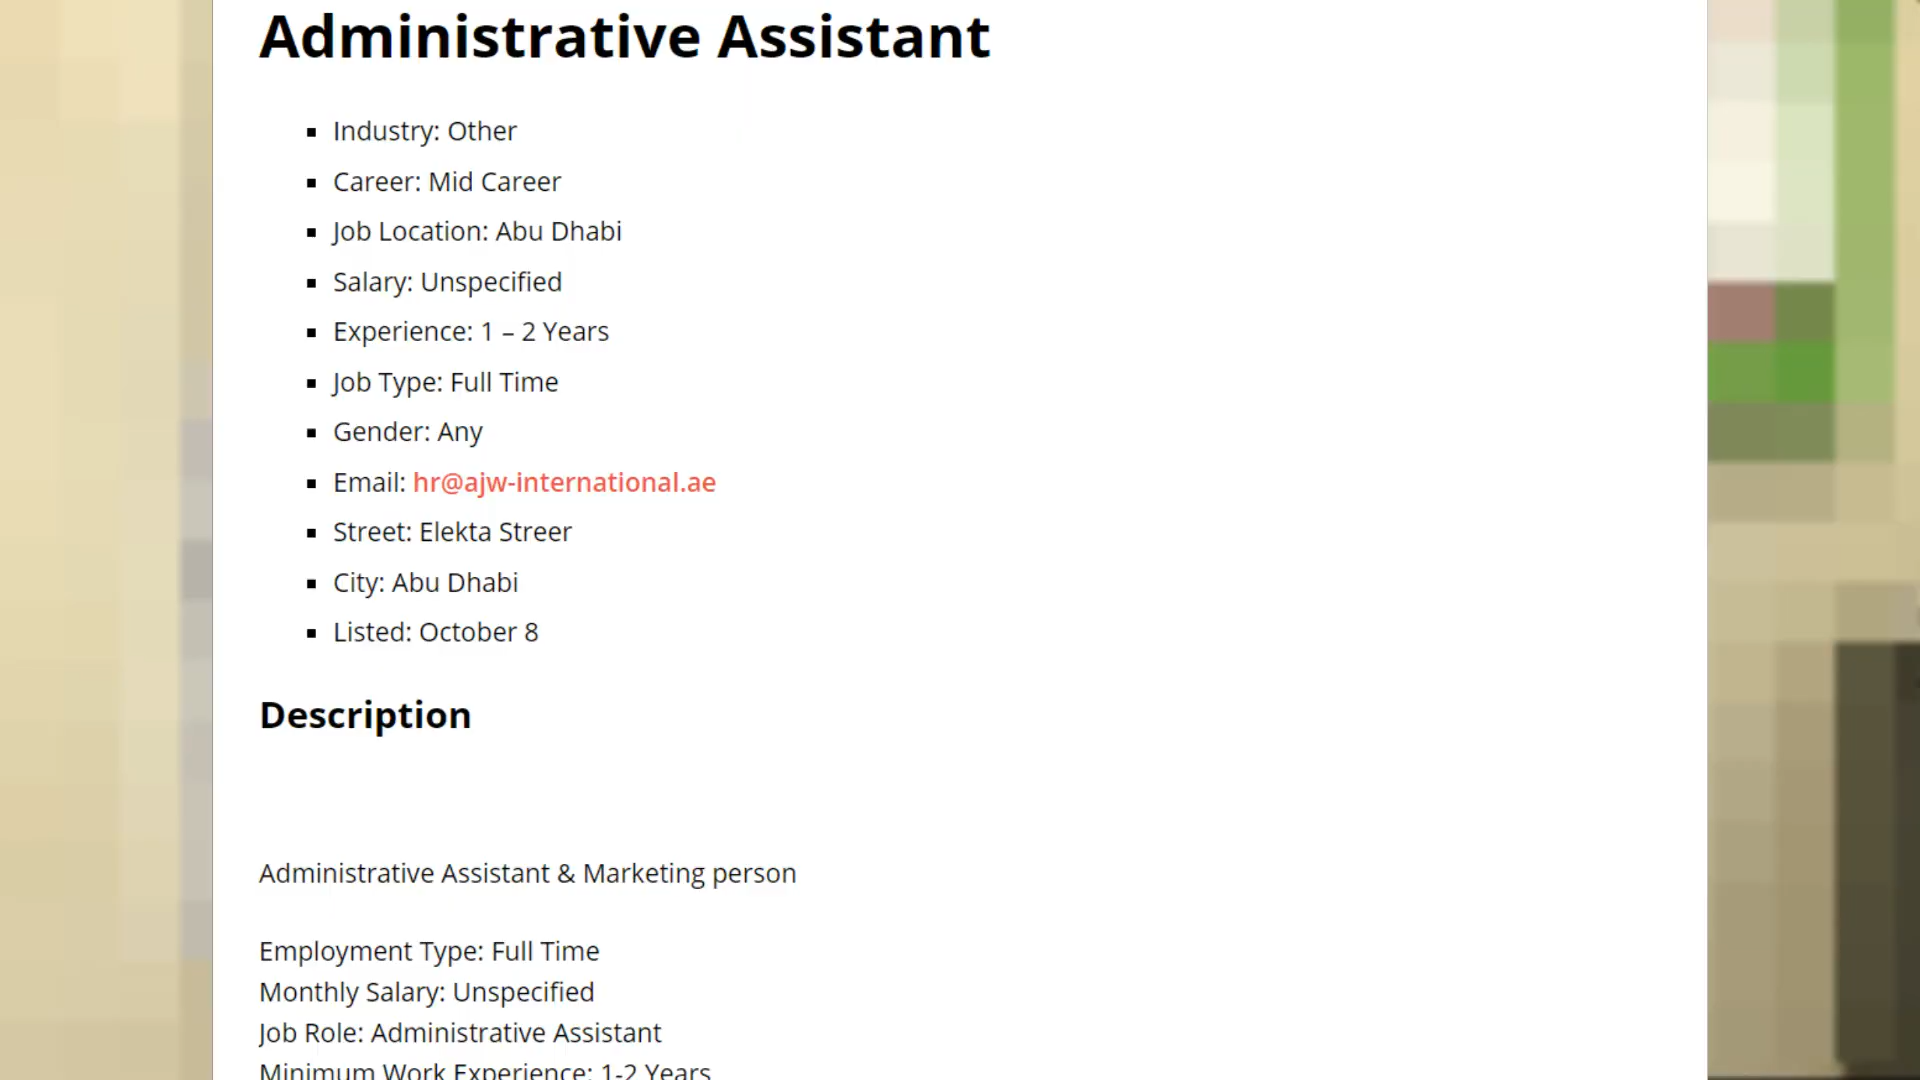 Administrative Assistant
Industry: Other
Career: Mid Career
Job Location: Abu Dhabi
Salary: Unspecified
Experience: 1 – 2 Years
Job Type: Full Time
Gender: Any
Email: hr@ajw-international.ae
Street: Elekta Streer
City: Abu Dhabi
Listed: October 8
Description
Administrative Assistant & Marketing person
Employment Type: Full Time
Monthly Salary: Unspecified
Job Role: Administrative Assistant
Minimum Work Experience: 1-2 Years